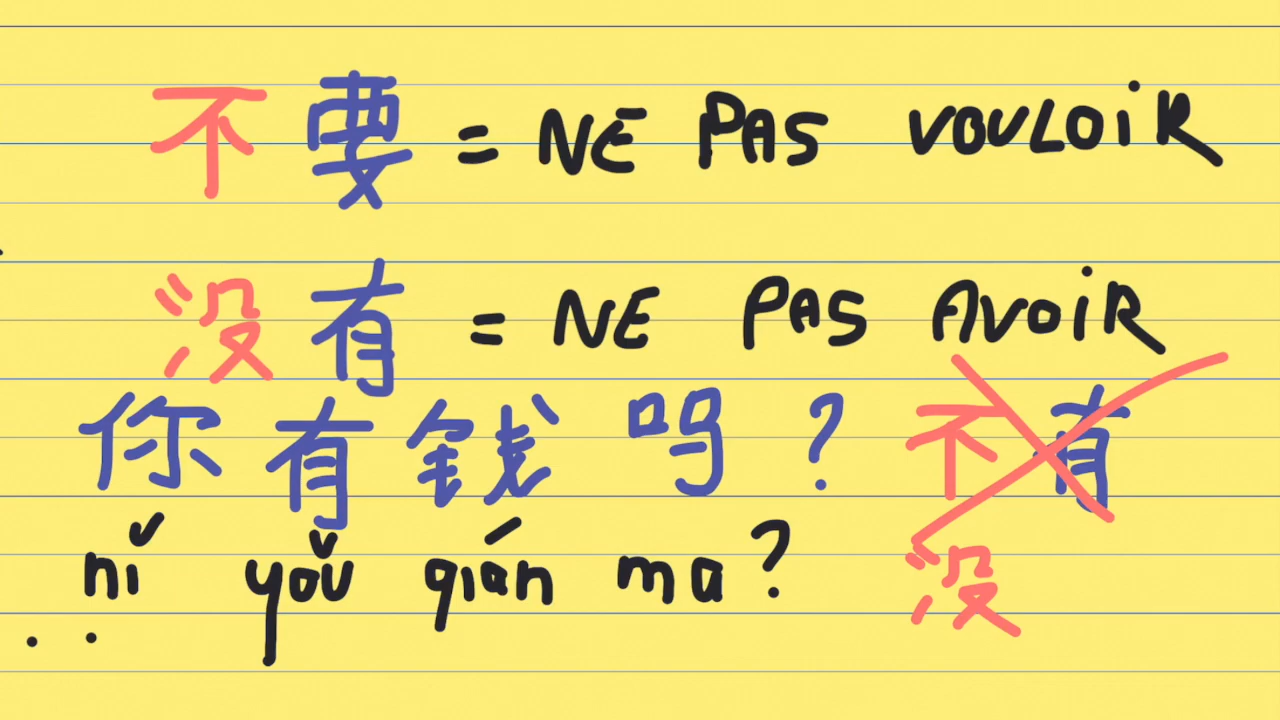 不要 = NE PAS VOULOIR
没有 = NE PAS AVOIR
你有钱吗? 不有
nǐ yǒu qián ma? 没